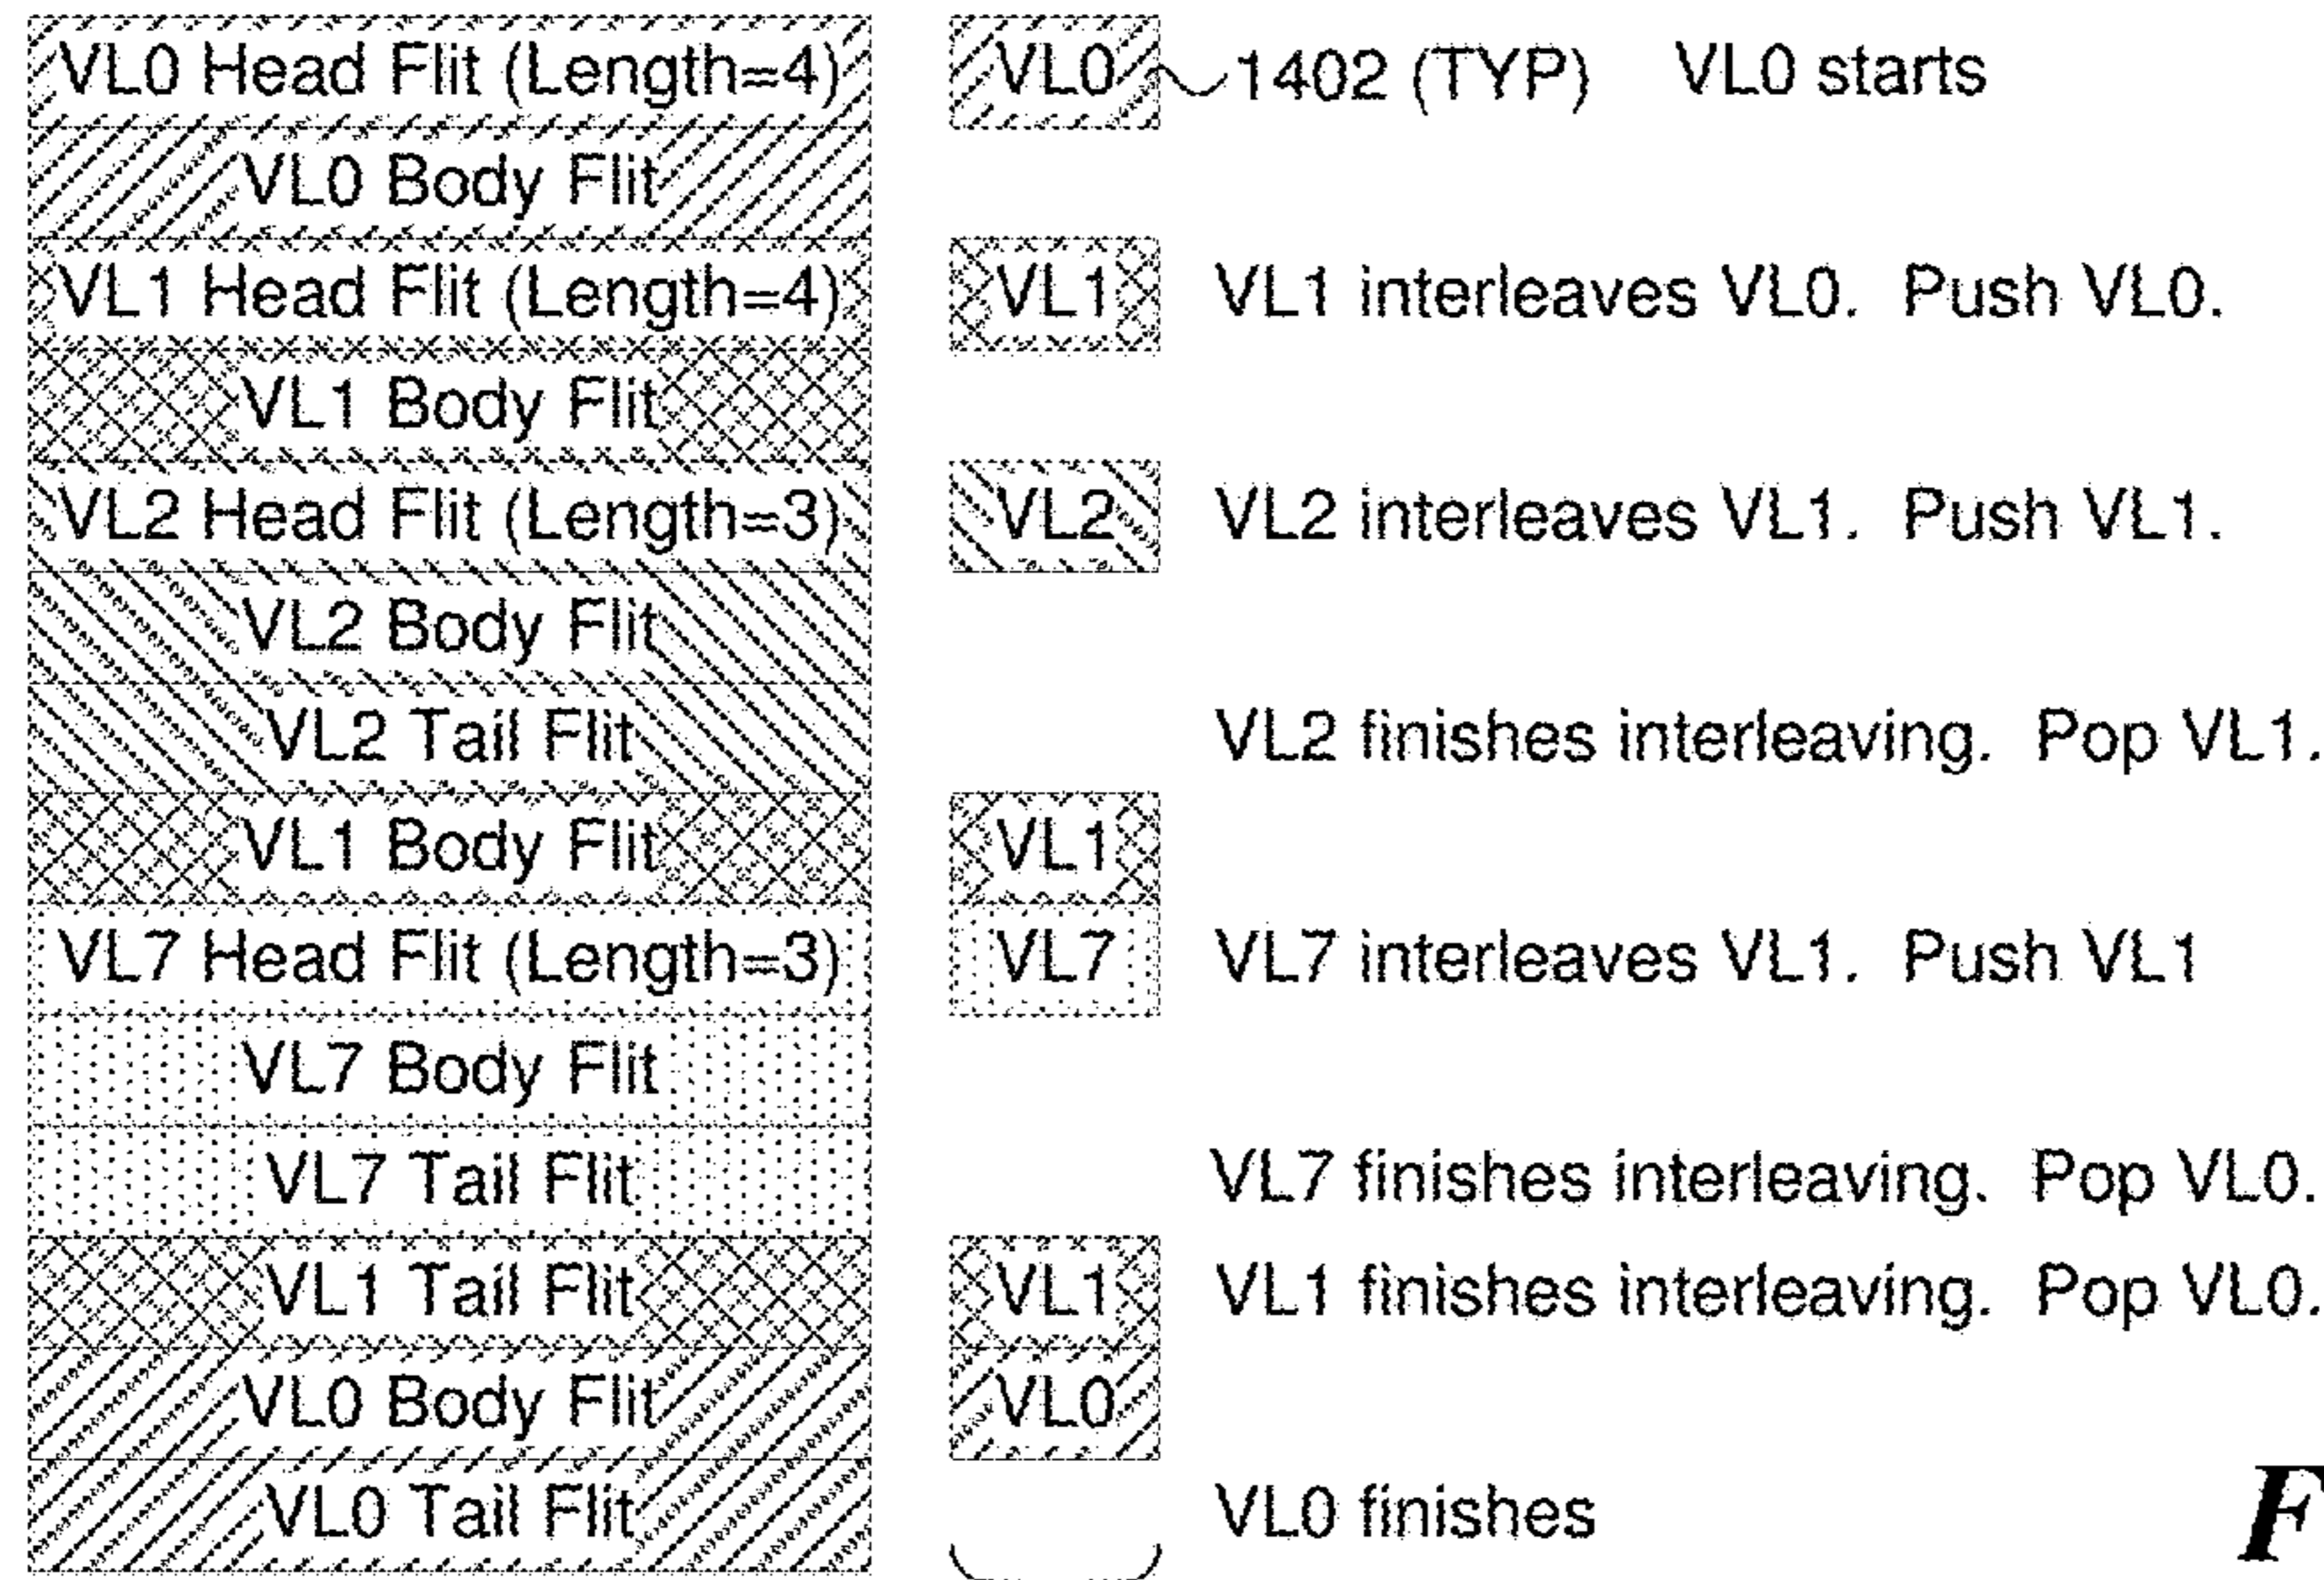 VL0 Head Flit (Length=4) VL0 1402 (TYP) VL0 starts
VL0 Body Flit
VL1 Head Flit (Length=4) VL1 VL1 interleaves VL0. Push VL0.
VL1 Body Flit
VL2 Head Flit (Length=3) VL2 VL2 interleaves VL1. Push VL1.
VL2 Body Flit
VL2 Tail Flit VL2 finishes interleaving. Pop VL1.
VL1 Body Flit VL1
VL7 Head Flit (Length=3) VL7 VL7 interleaves VL1. Push VL1
VL7 Body Flit
VL7 Tail Flit VL7 finishes interleaving. Pop VL0.
VL1 Tail Flit VL1 VL1 finishes interleaving. Pop VL0.
VL0 Body Flit VL0
VL0 Tail Flit VL0 finishes
F